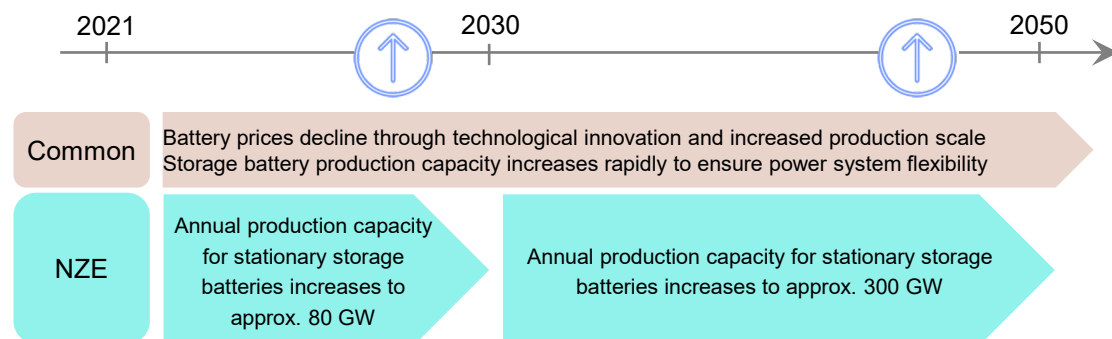 2021
2030
2050
Common
Battery prices decline through technological innovation and increased production scale
Storage battery production capacity increases rapidly to ensure power system flexibility
NZE
Annual production capacity
for stationary storage
batteries increases to
approx. 80 GW
Annual production capacity for stationary storage
batteries increases to approx. 300 GW